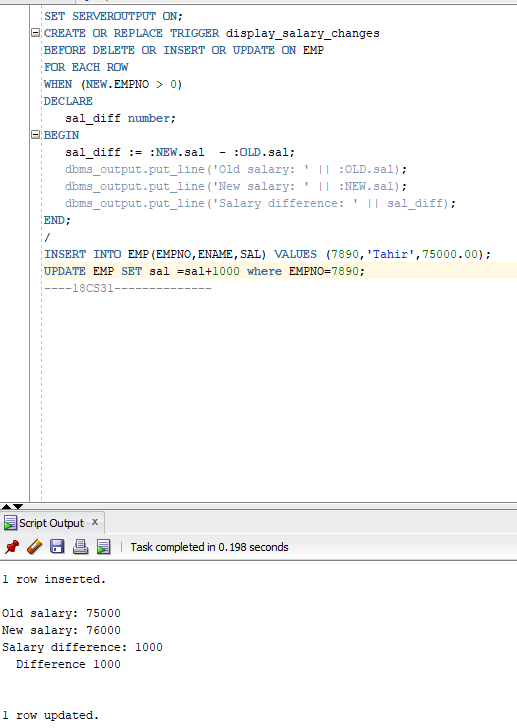 SET SERVEROUTPUT ON;
CREATE OR REPLACE TRIGGER display_salary_changes
BEFORE DELETE OR INSERT OR UPDATE ON EMP
FOR EACH ROW
WHEN (NEW.EMPNO > 0)
DECLARE
   sal_diff number;
BEGIN
   sal_diff := :NEW.sal  - :OLD.sal;
   dbms_output.put_line('Old salary: ' || :OLD.sal);
   dbms_output.put_line('New salary: ' || :NEW.sal);
   dbms_output.put_line('Salary difference: ' || sal_diff);
END;
/
INSERT INTO EMP(EMPNO,ENAME,SAL) VALUES (7890,'Tahir',75000.00);
UPDATE EMP SET sal =sal+1000 where EMPNO=7890;
----18CS31--------------
Script Output x
Task completed in 0.198 seconds
1 row inserted.
Old salary: 75000
New salary: 76000
Salary difference: 1000
  Difference 1000
1 row updated.